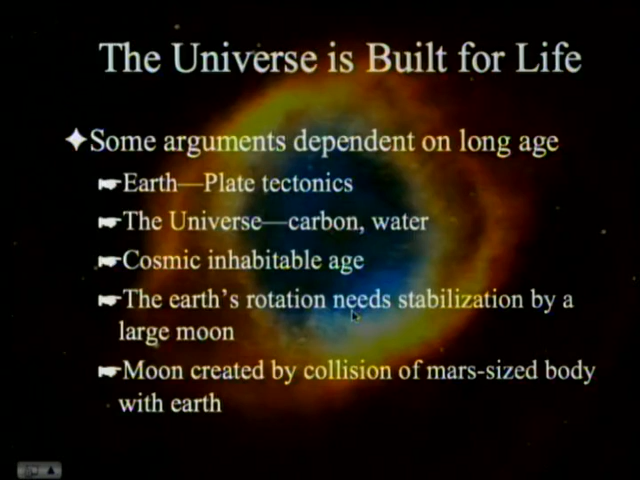 The Universe is Built for Life
Some arguments dependent on long age
Earth—Plate tectonics
The Universe—carbon, water
Cosmic inhabitable age
The earth's rotation needs stabilization by a
large moon
Moon created by collision of mars-sized body
with earth